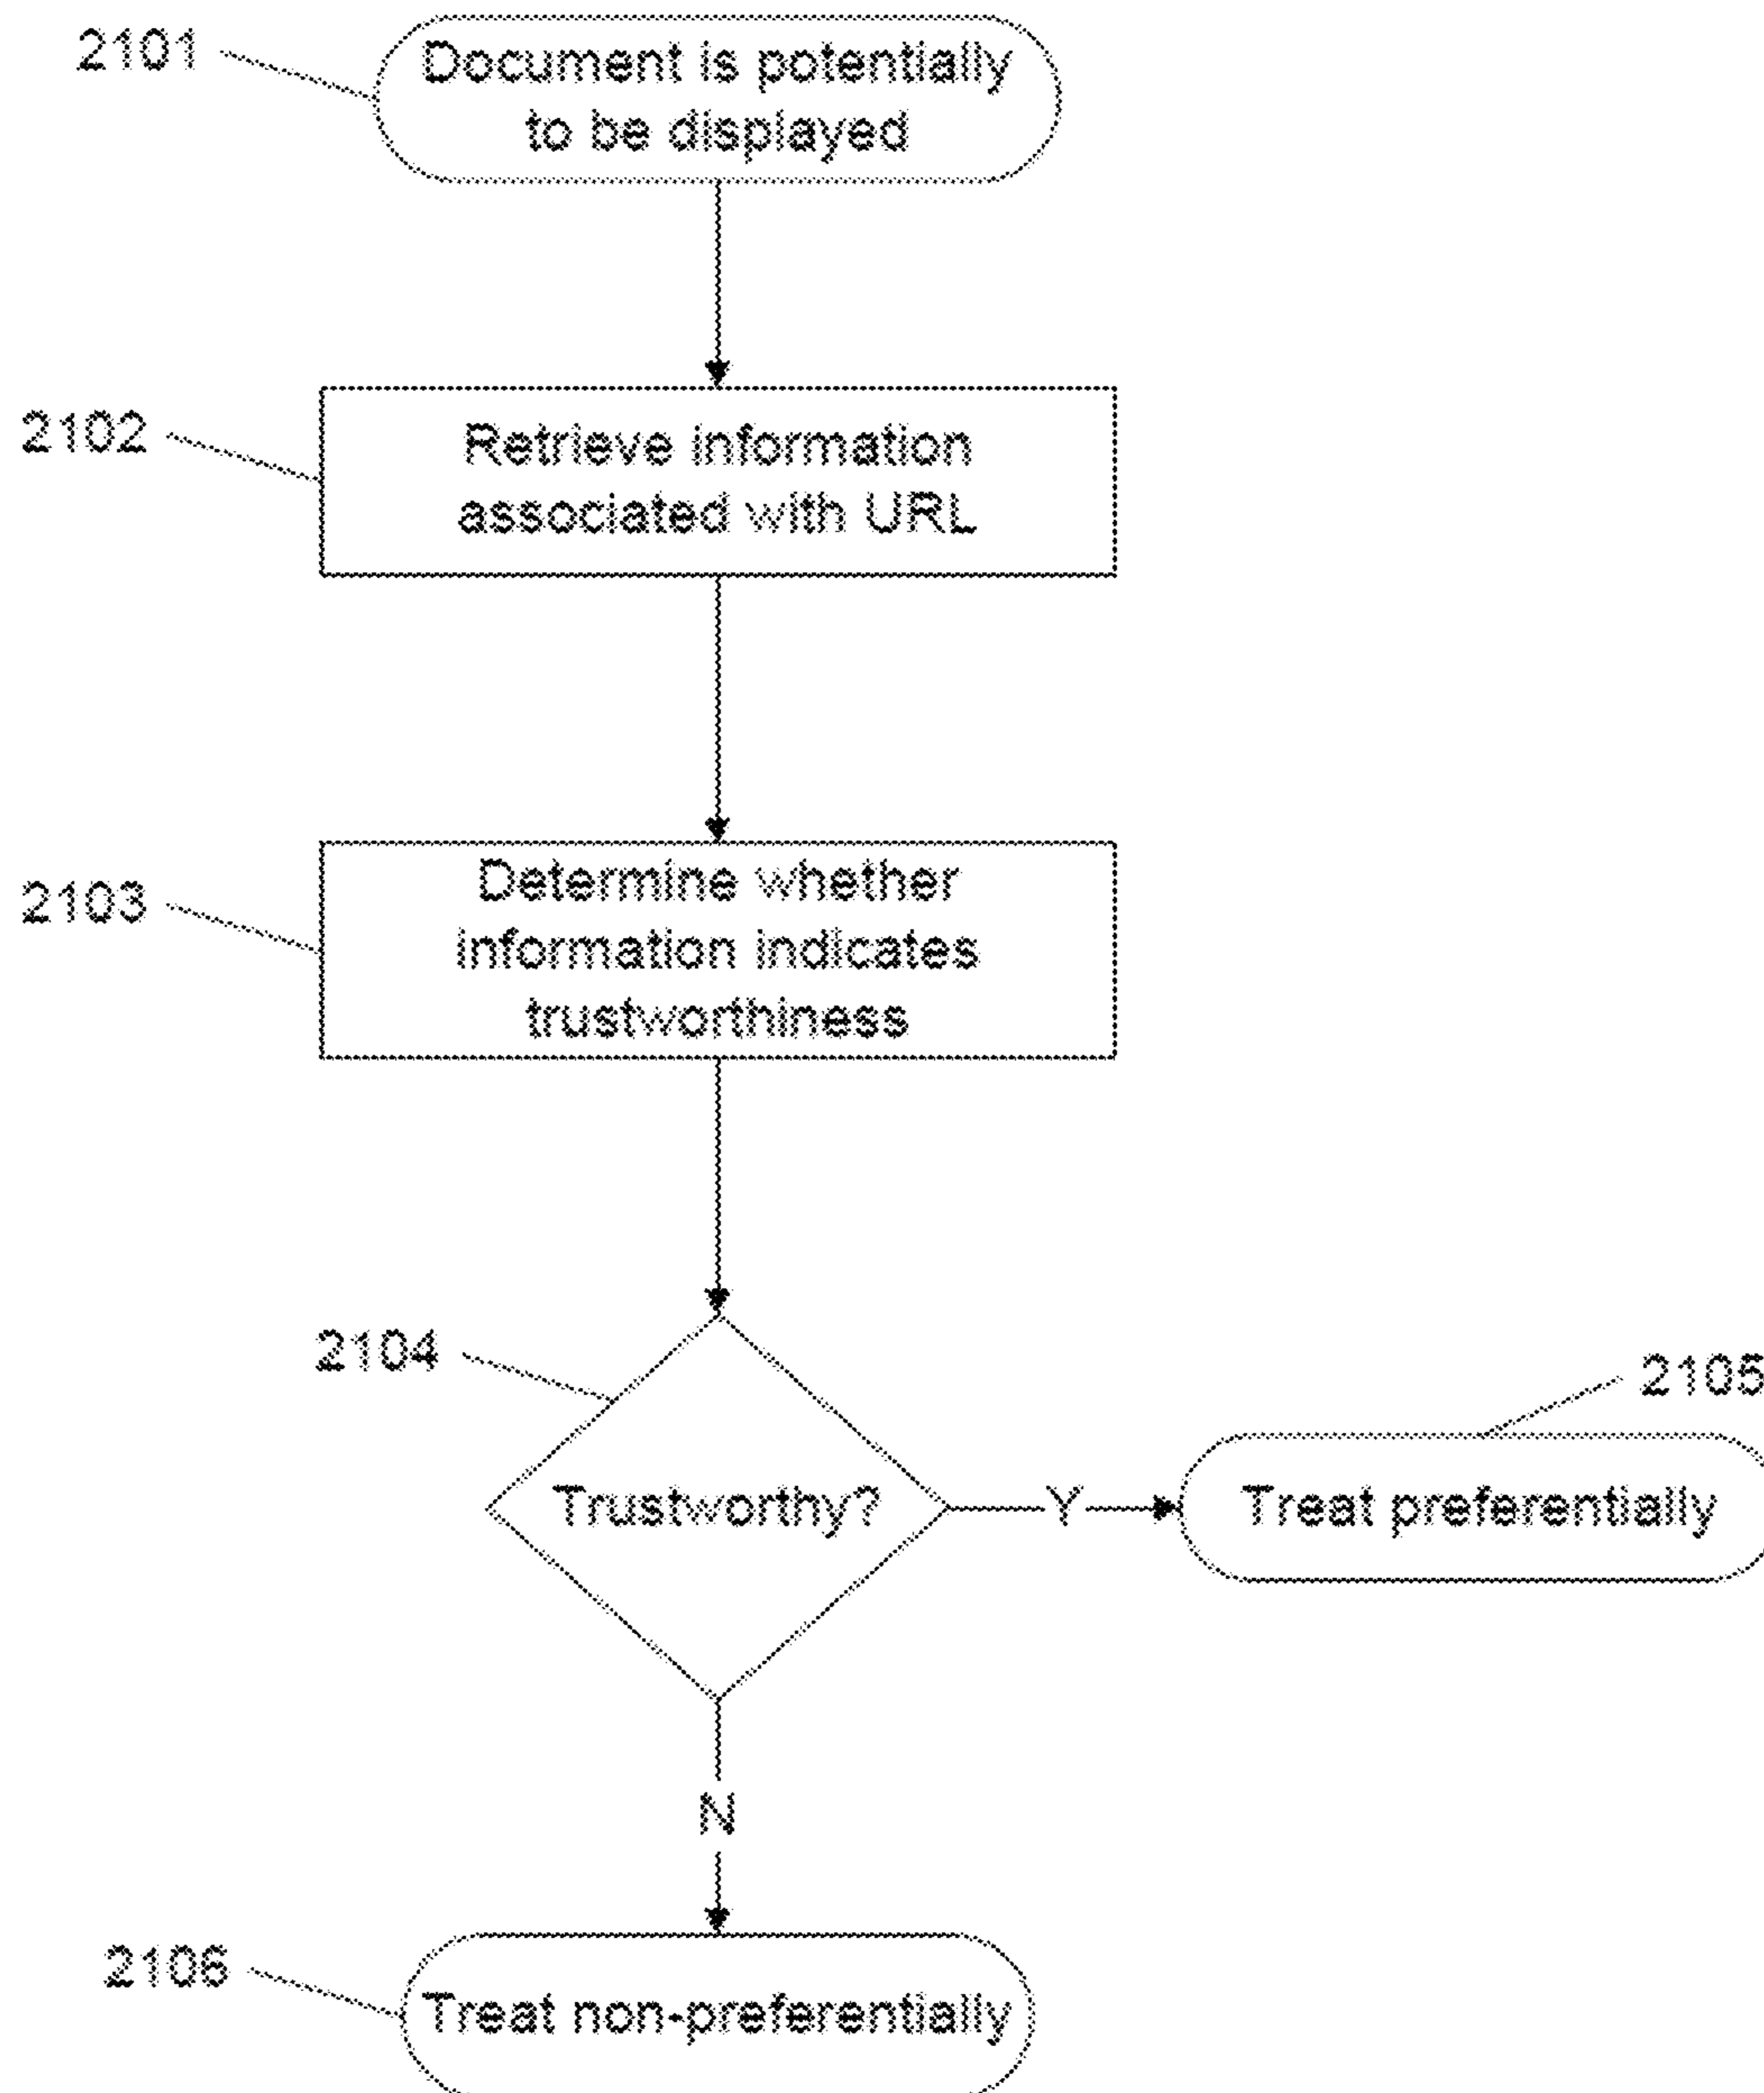 2101
Document is potentially
to be displayed
2102
Retrieve information
associated with URL
2103
Determine whether
information indicates
trustworthiness
2104
Trustworthy?
Y
2105
Treat preferentially
N
2106
Treat non-preferentially